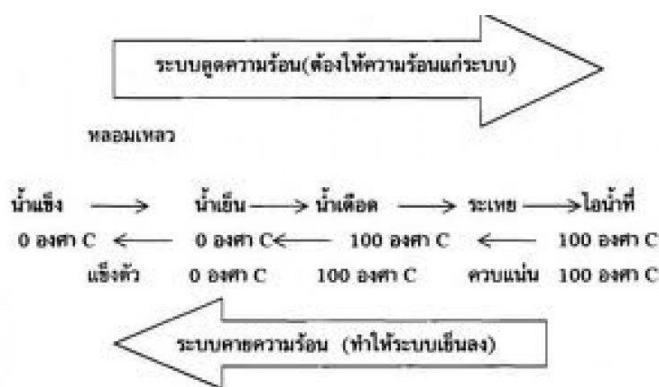 ระบบดูดความร้อน(ต้องให้ความร้อนแก่ระบบ)
หลอมเหลว
น้ำแข็ง น้ำเย็น น้ำเดือด ระเหย ไอน้ำที่
0 องศา C 0 องศา C 100 องศา C 100 องศา C
แข็งตัว 0 องศา C 100 องศา C ควบแน่น 100 องศา C
ระบบคายความร้อน (ทำให้ระบบเย็นลง)